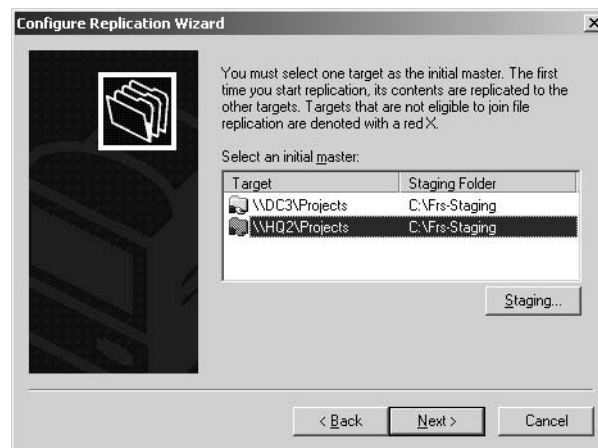 Configure Replication Wizard
You must select one target as the initial master. The first
time you start replication, its contents are replicated to the
other targets. Targets that are not eligible to join file
replication are denoted with a red X.
Select an initial master:
Target Staging Folder
\\DC3\Projects C:\Frs-Staging
\\HQ2\Projects C:\Frs-Staging
Staging...
< Back Next > Cancel